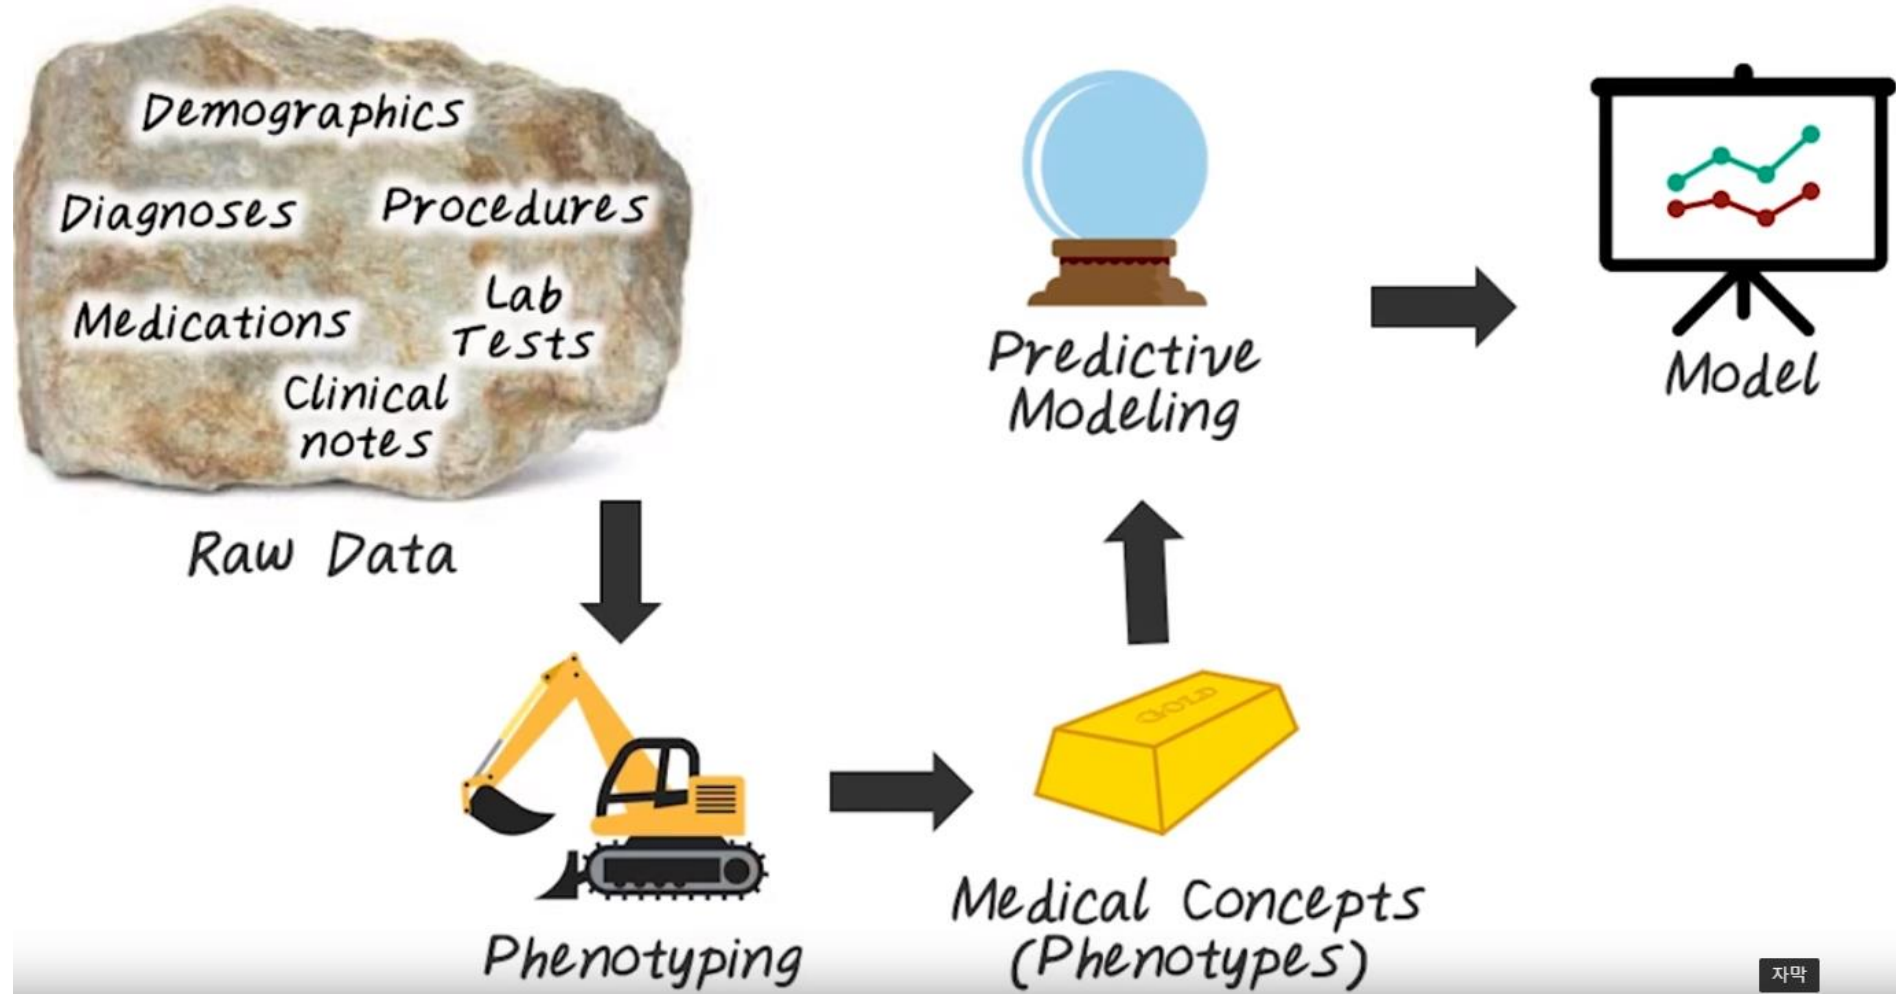 Demographics
Diagnoses
Procedures
Medications
Lab
Tests
Clinical
notes
Raw Data
Phenotyping
GOLD
Medical Concepts
(Phenotypes)
Predictive
Modeling
Model
자막